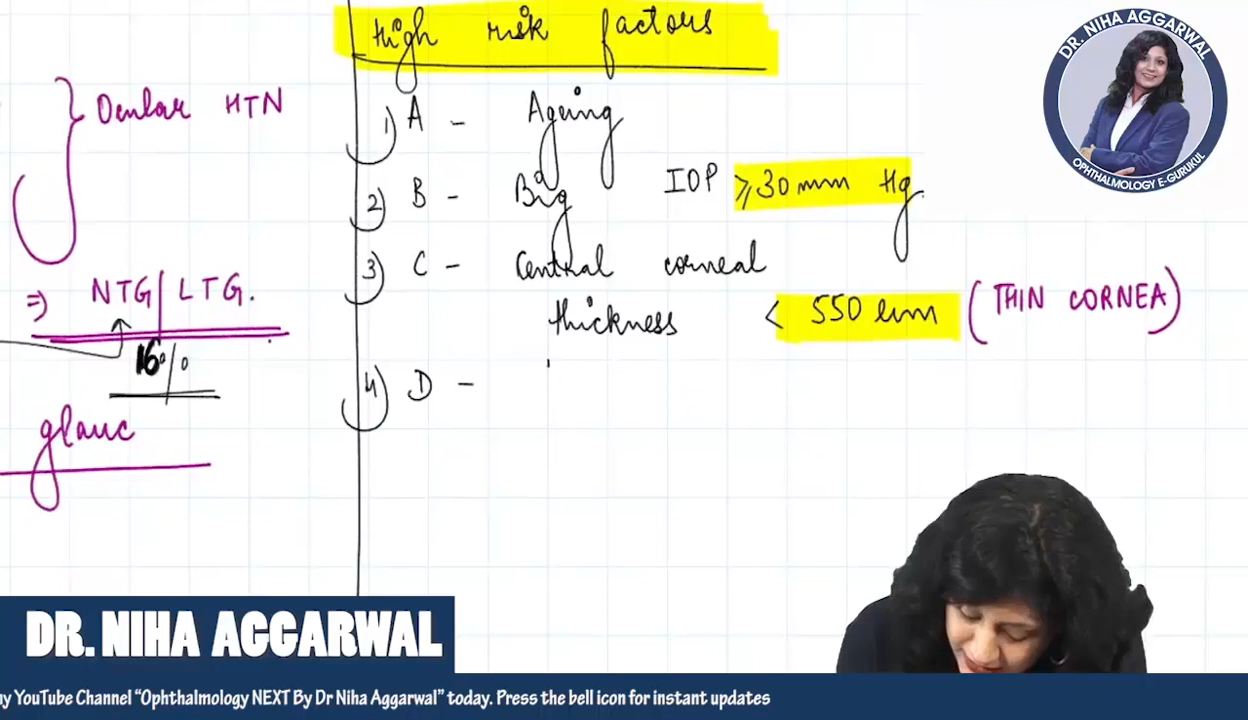 High risk factors
1) A - Ageing
2) B - Big IOP ≥30 mm Hg
3) C - Central corneal
thickness < 550 um (THIN CORNEA)
4) D -
} Ocular HTN
⇒ NTG/LTG.
16%
glauc
DR. NIHA AGGARWAL
OPHTHALMOLOGY E-GURUKUL
DR. NIHA AGGARWAL
my YouTube Channel “Ophthalmology NEXT By Dr Niha Aggarwal” today. Press the bell icon for instant updates